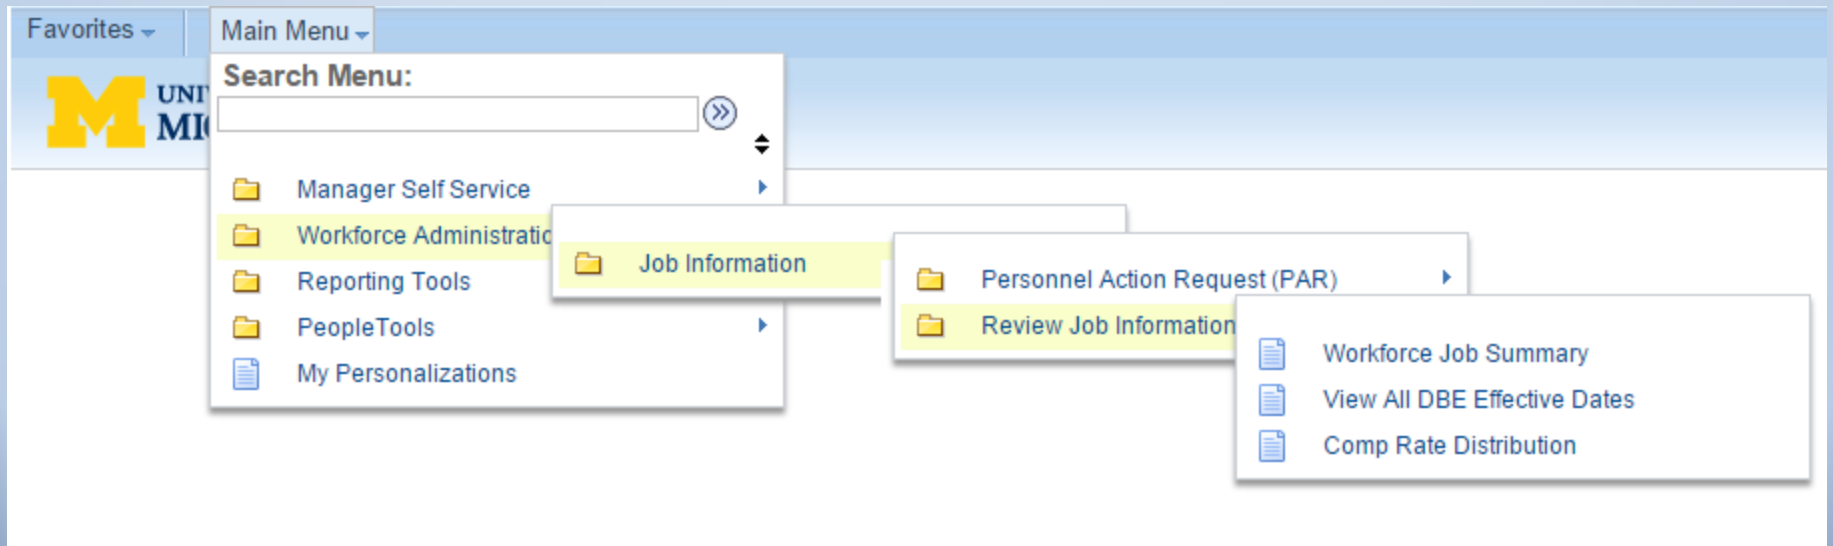 Favorites
Main Menu
Search Menu:
Manager Self Service
Workforce Administratio
Reporting Tools
PeopleTools
My Personalizations
Job Information
Personnel Action Request (PAR)
Review Job Information
Workforce Job Summary
View All DBE Effective Dates
Comp Rate Distribution
M
UNI
MI